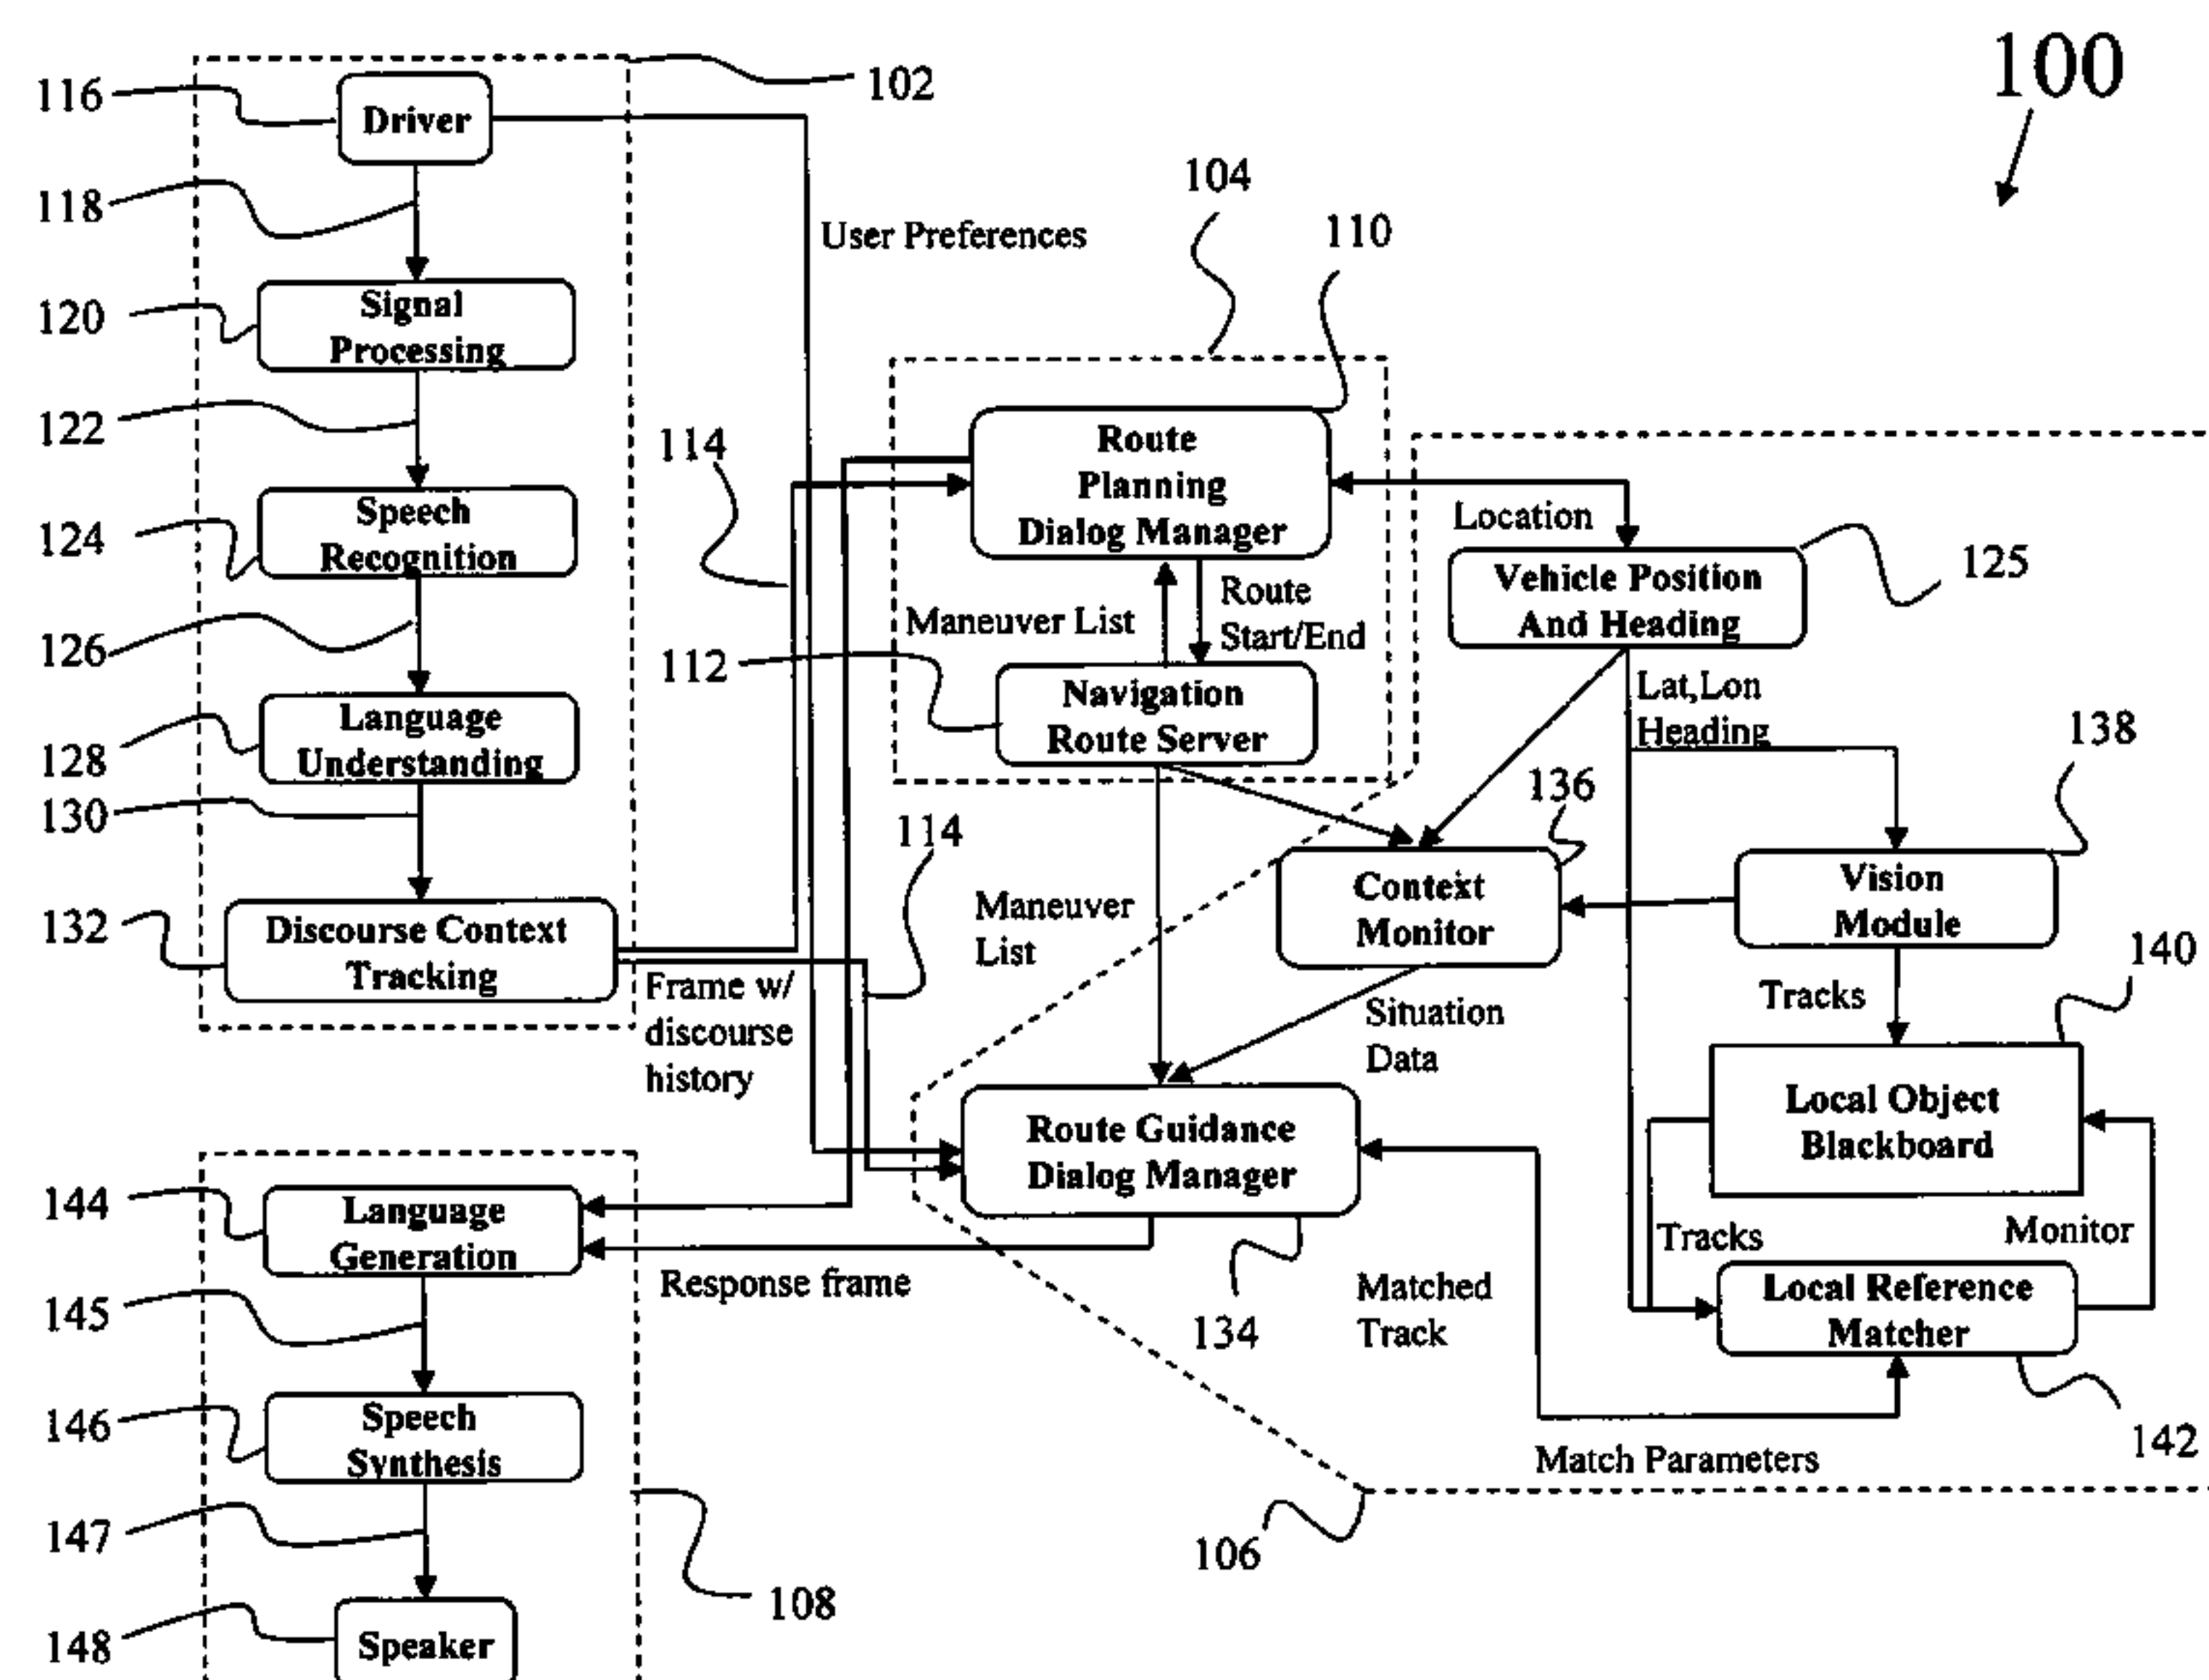 100
116
Driver
102
118
User Preferences
104
110
120
Signal
Processing
122
114
Route
Planning
Dialog Manager
124
Speech
Recognition
Location
125
Vehicle Position
And Heading
Maneuver List
Route
Start/End
126
112
Navigation
Route Server
Lat,Lon
Heading
138
128
Language
Understanding
130
114
136
Context
Monitor
Vision
Module
132
Discourse Context
Tracking
Maneuver
List
140
Frame w/
discourse
history
Situation
Data
Tracks
Local Object
Blackboard
Route Guidance
Dialog Manager
144
Language
Generation
Response frame
134
Matched
Track
Tracks
Monitor
Local Reference
Matcher
145
142
146
Speech
Synthesis
Match Parameters
147
106
108
148
Speaker